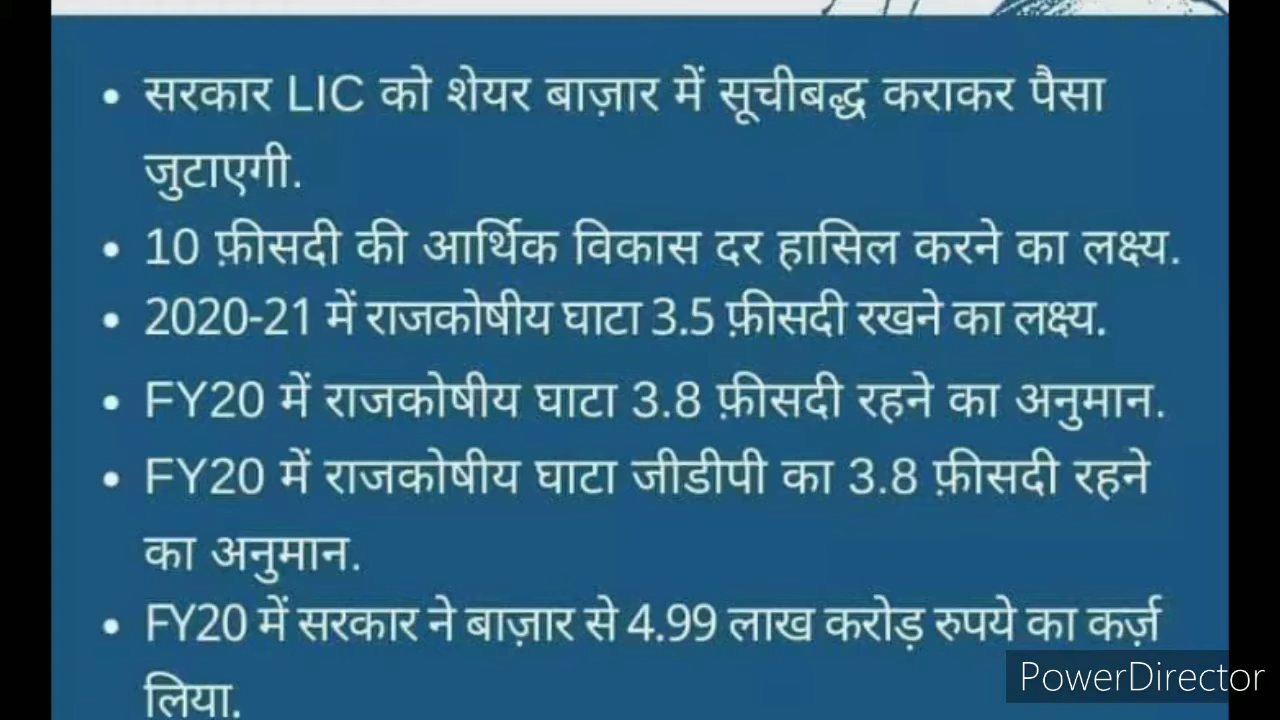 • सरकार LIC को शेयर बाज़ार में सूचीबद्ध कराकर पैसा
जुटाएगी.
• 10 फ़ीसदी की आर्थिक विकास दर हासिल करने का लक्ष्य.
• 2020-21 में राजकोषीय घाटा 3.5 फ़ीसदी रखने का लक्ष्य.
• FY20 में राजकोषीय घाटा 3.8 फ़ीसदी रहने का अनुमान.
• FY20 में राजकोषीय घाटा जीडीपी का 3.8 फ़ीसदी रहने
का अनुमान.
• FY20 में सरकार ने बाज़ार से 4.99 लाख करोड़ रुपये का कर्ज़
लिया.
PowerDirector